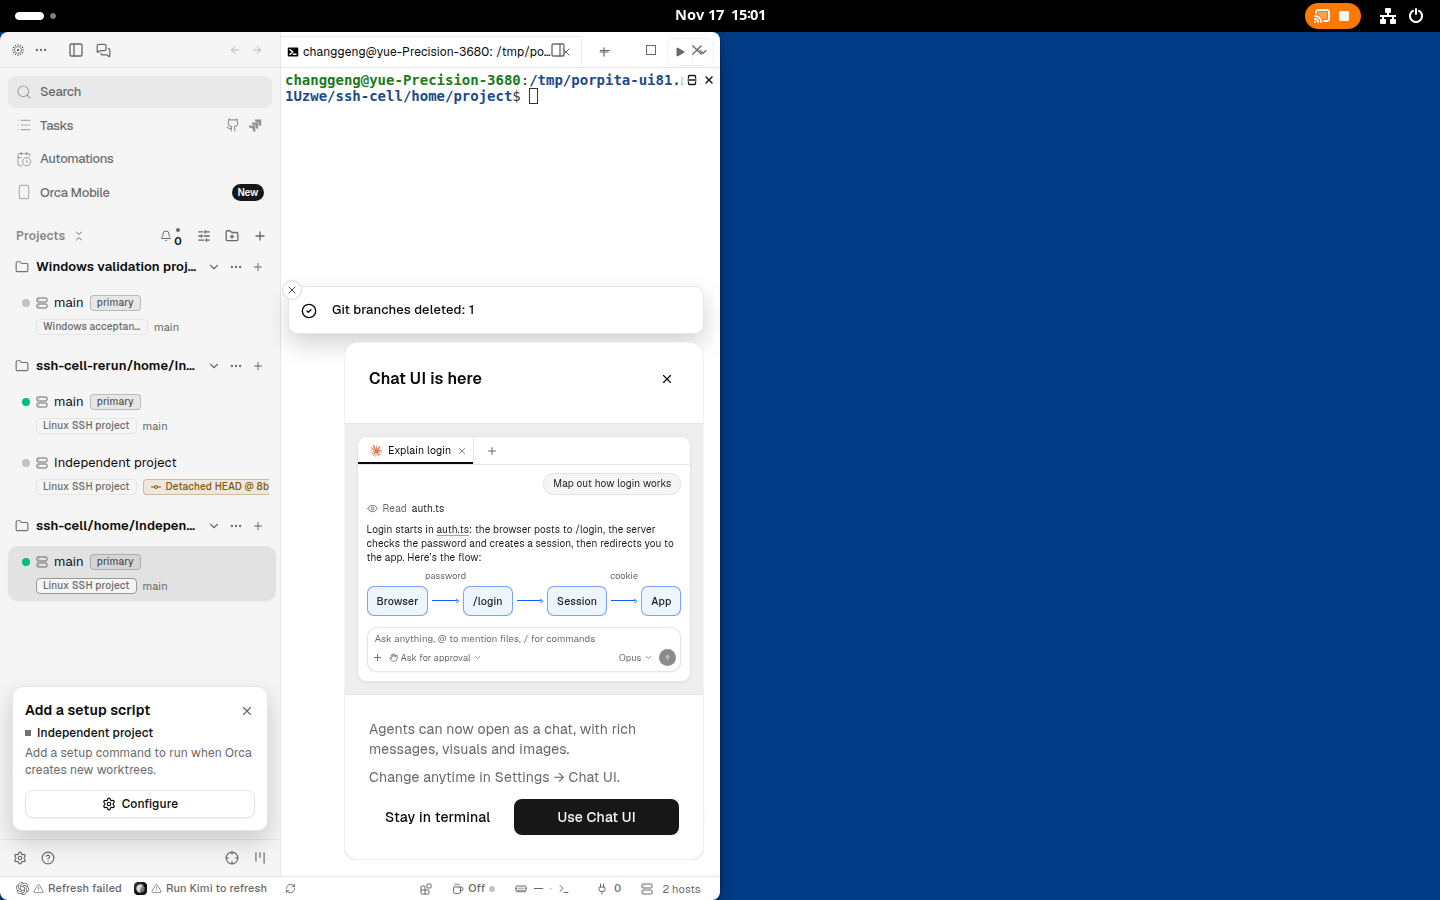 Nov 17 15:01
changgeng@yue-Precision-3680: /tmp/po...
Search
Tasks
Automations
Orca Mobile
New
Projects
0
Windows validation proj...
main
primary
Windows acceptan...
main
ssh-cell-rerun/home/In...
main
primary
Linux SSH project
main
Independent project
Linux SSH project
Detached HEAD @ 8b
ssh-cell/home/Indepen...
main
primary
Linux SSH project
main
Add a setup script
Independent project
Add a setup command to run when Orca
creates new worktrees.
Configure
changgeng@yue-Precision-3680:/tmp/porpita-ui81.
1Uzwe/ssh-cell/home/project$
Git branches deleted: 1
Chat UI is here
Explain login
Map out how login works
Read auth.ts
Login starts in auth.ts: the browser posts to /login, the server
checks the password and creates a session, then redirects you to
the app. Here's the flow:
password
cookie
Browser
/login
Session
App
Ask anything, @ to mention files, / for commands
Ask for approval
Opus
Agents can now open as a chat, with rich
messages, visuals and images.
Change anytime in Settings → Chat UI.
Stay in terminal
Use Chat UI
Refresh failed
Run Kimi to refresh
Off
0
2 hosts